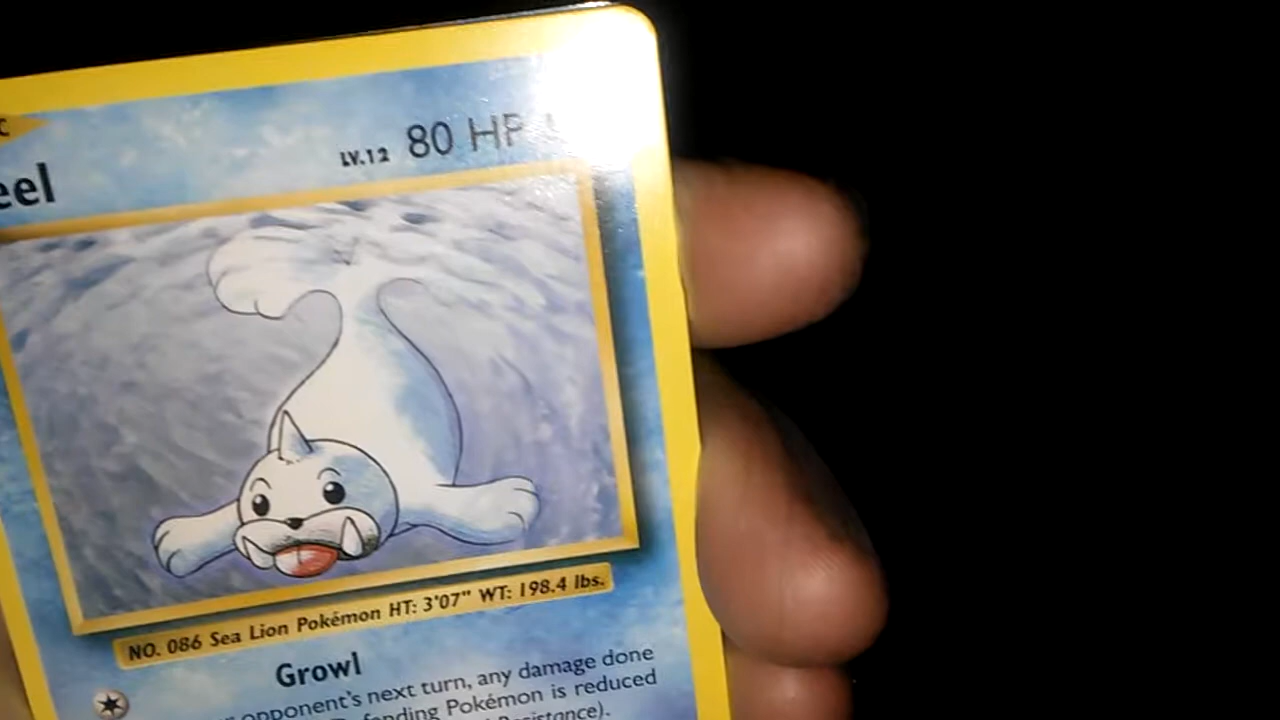 C
eel
LV.12 80 HP
NO. 086 Sea Lion Pokémon HT: 3'07" WT: 198.4 lbs.
Growl
opponent's next turn, any damage done
fending Pokémon is reduced
Resistance).